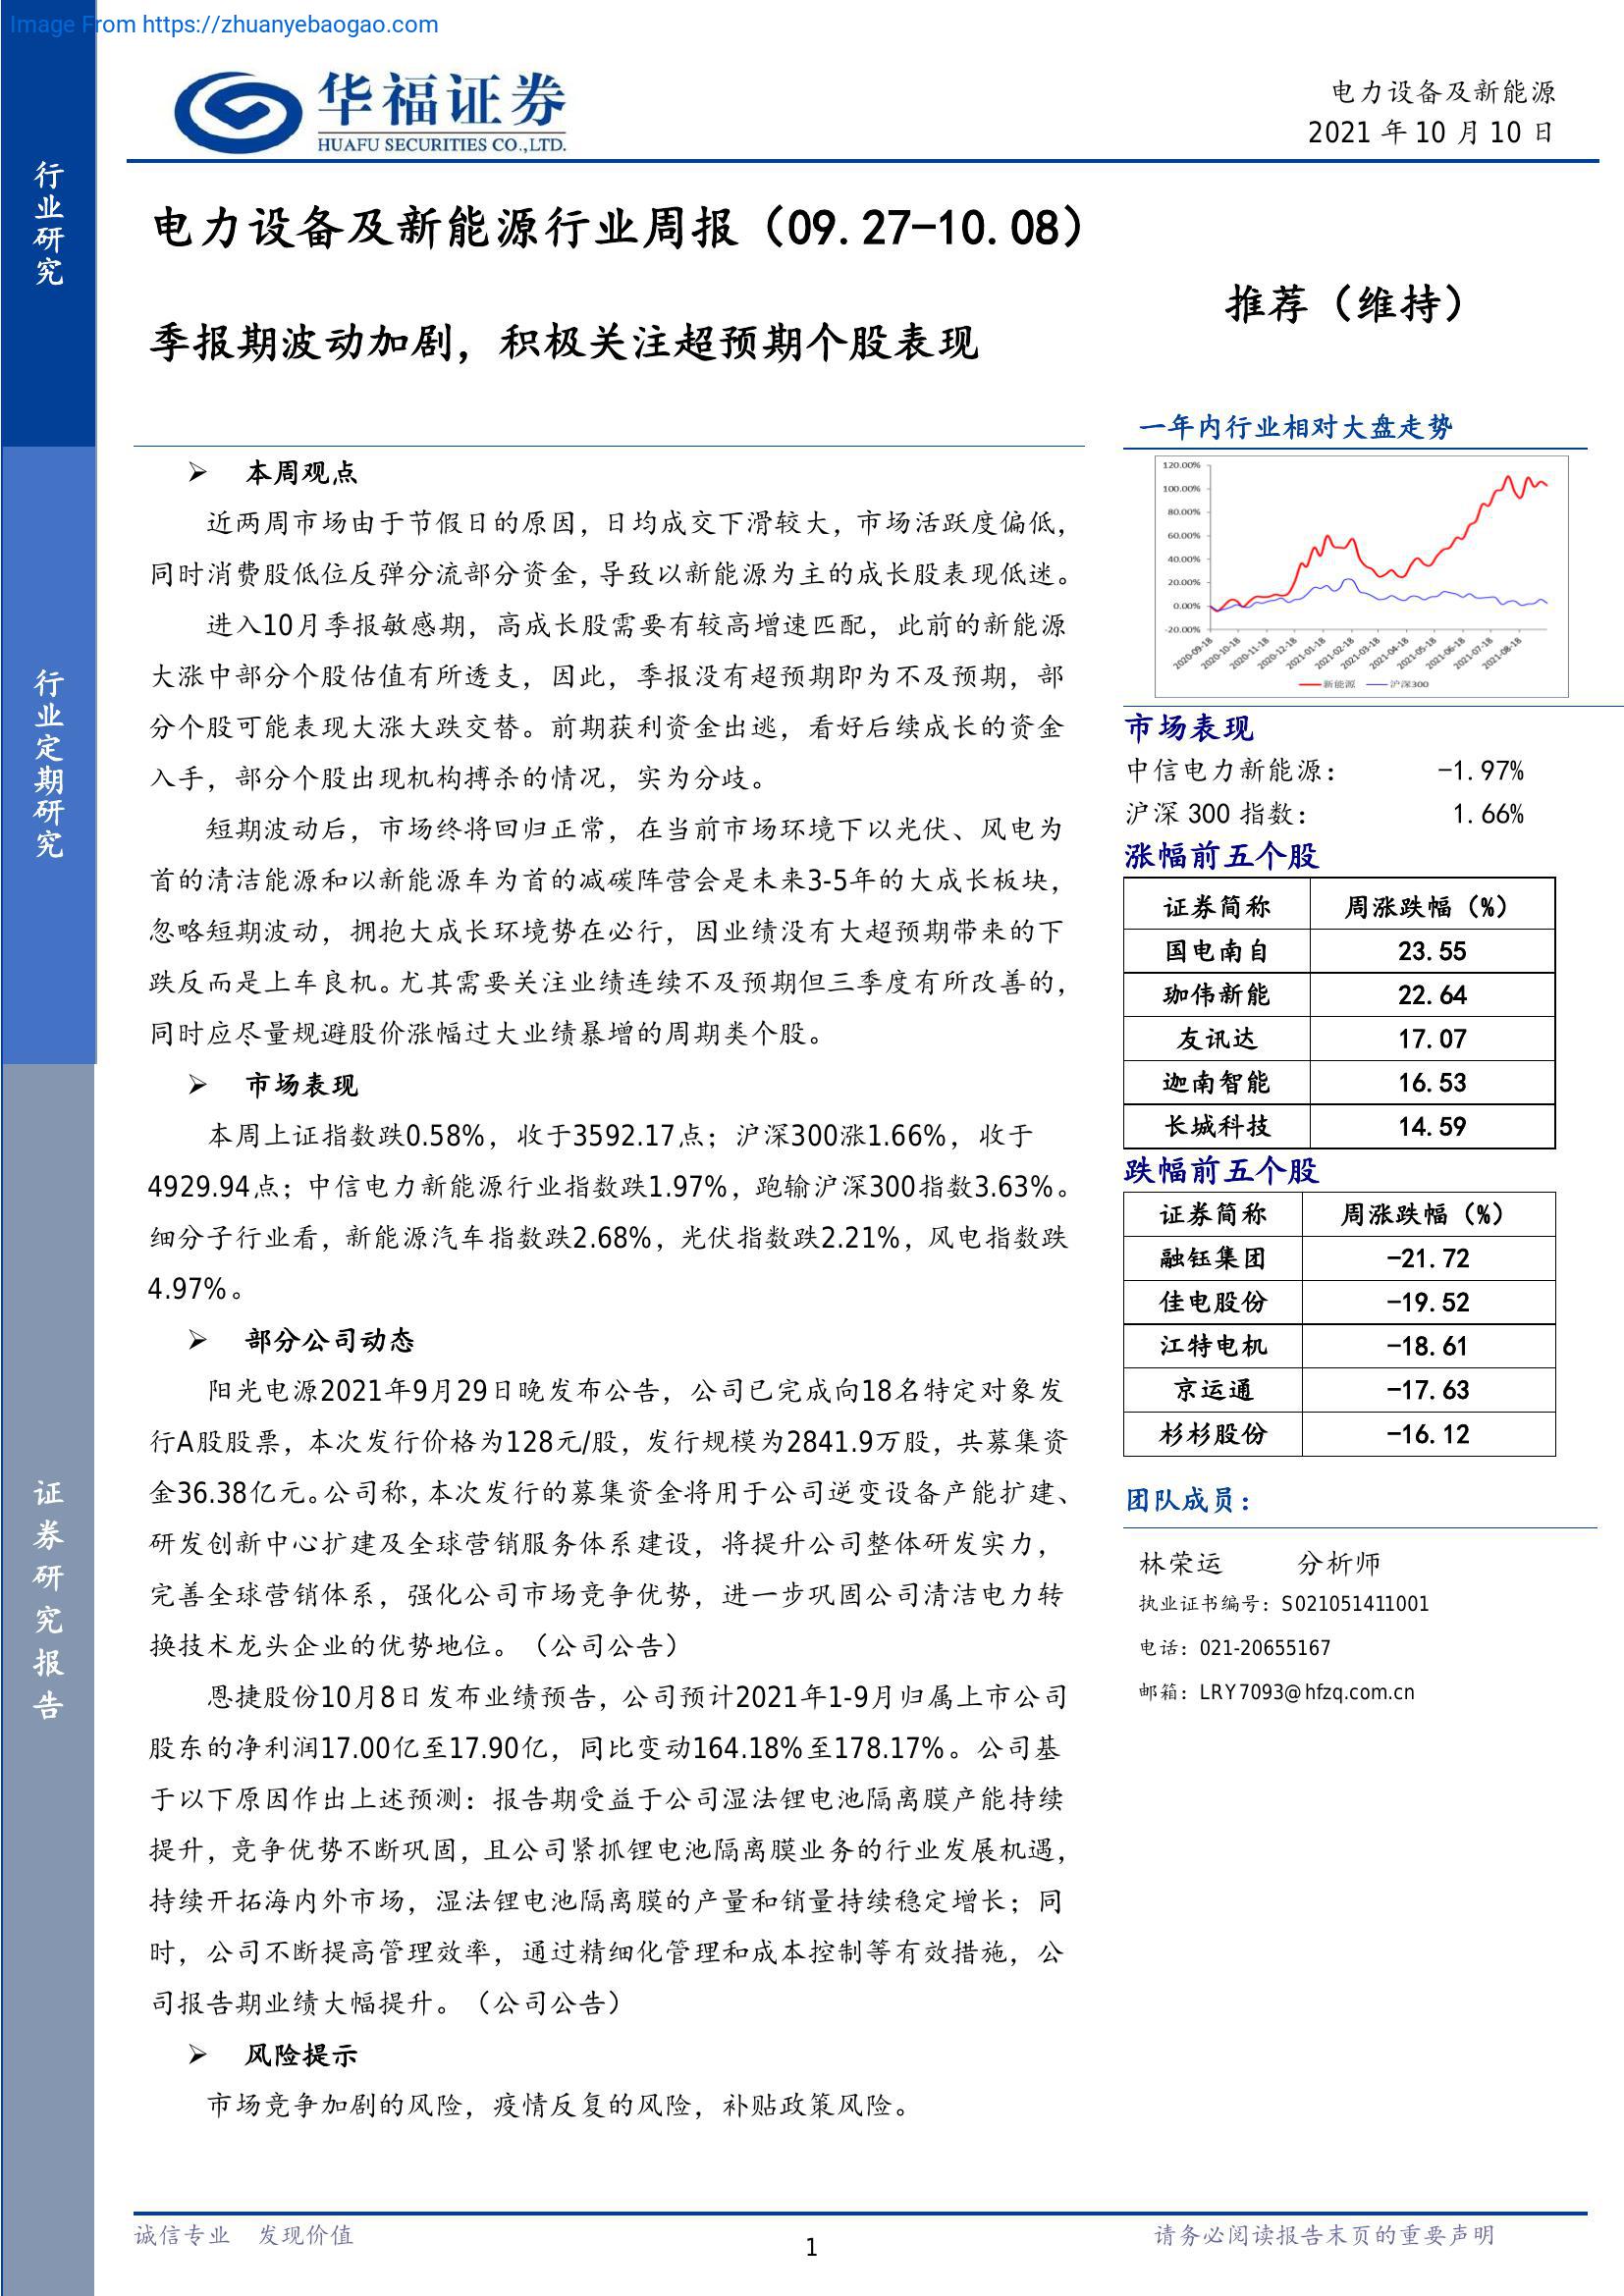 Image From https://zhuanyebaogao.com
华福证券
HUAFU SECURITIES CO.,LTD.
电力设备及新能源
2021 年 10 月 10 日
行业研究
行业定期研究
证券研究报告
电力设备及新能源行业周报（09.27-10.08）
季报期波动加剧，积极关注超预期个股表现
推荐（维持）
➢ 本周观点
近两周市场由于节假日的原因，日均成交下滑较大，市场活跃度偏低，
同时消费股低位反弹分流部分资金，导致以新能源为主的成长股表现低迷。
进入10月季报敏感期，高成长股需要有较高增速匹配，此前的新能源
大涨中部分个股估值有所透支，因此，季报没有超预期即为不及预期，部
分个股可能表现大涨大跌交替。前期获利资金出逃，看好后续成长的资金
入手，部分个股出现机构搏杀的情况，实为分歧。
短期波动后，市场终将回归正常，在当前市场环境下以光伏、风电为
首的清洁能源和以新能源车为首的减碳阵营会是未来3-5年的大成长板块，
忽略短期波动，拥抱大成长环境势在必行，因业绩没有大超预期带来的下
跌反而是上车良机。尤其需要关注业绩连续不及预期但三季度有所改善的，
同时应尽量规避股价涨幅过大业绩暴增的周期类个股。
➢ 市场表现
本周上证指数跌0.58%，收于3592.17点；沪深300涨1.66%，收于
4929.94点；中信电力新能源行业指数跌1.97%，跑输沪深300指数3.63%。
细分子行业看，新能源汽车指数跌2.68%，光伏指数跌2.21%，风电指数跌
4.97%。
➢ 部分公司动态
阳光电源2021年9月29日晚发布公告，公司已完成向18名特定对象发
行A股股票，本次发行价格为128元/股，发行规模为2841.9万股，共募集资
金36.38亿元。公司称，本次发行的募集资金将用于公司逆变设备产能扩建、
研发创新中心扩建及全球营销服务体系建设，将提升公司整体研发实力，
完善全球营销体系，强化公司市场竞争优势，进一步巩固公司清洁电力转
换技术龙头企业的优势地位。（公司公告）
恩捷股份10月8日发布业绩预告，公司预计2021年1-9月归属上市公司
股东的净利润17.00亿至17.90亿，同比变动164.18%至178.17%。公司基
于以下原因作出上述预测：报告期受益于公司湿法锂电池隔离膜产能持续
提升，竞争优势不断巩固，且公司紧抓锂电池隔离膜业务的行业发展机遇，
持续开拓海内外市场，湿法锂电池隔离膜的产量和销量持续稳定增长；同
时，公司不断提高管理效率，通过精细化管理和成本控制等有效措施，公
司报告期业绩大幅提升。（公司公告）
➢ 风险提示
市场竞争加剧的风险，疫情反复的风险，补贴政策风险。
一年内行业相对大盘走势
120.00%
100.00%
80.00%
60.00%
40.00%
20.00%
0.00%
-20.00%
2020-09-18 2020-10-18 2020-11-18 2020-12-18 2021-01-18 2021-02-18 2021-03-18 2021-04-18 2021-05-18 2021-06-18 2021-07-18 2021-08-18
新能源 沪深300
市场表现
中信电力新能源： -1.97%
沪深 300 指数： 1.66%
涨幅前五个股
证券简称 周涨跌幅（%）
国电南自 23.55
珈伟新能 22.64
友讯达 17.07
迦南智能 16.53
长城科技 14.59
跌幅前五个股
证券简称 周涨跌幅（%）
融钰集团 -21.72
佳电股份 -19.52
江特电机 -18.61
京运通 -17.63
杉杉股份 -16.12
团队成员：
林荣运 分析师
执业证书编号：S021051411001
电话：021-20655167
邮箱：LRY7093@hfzq.com.cn
诚信专业 发现价值
1
请务必阅读报告末页的重要声明